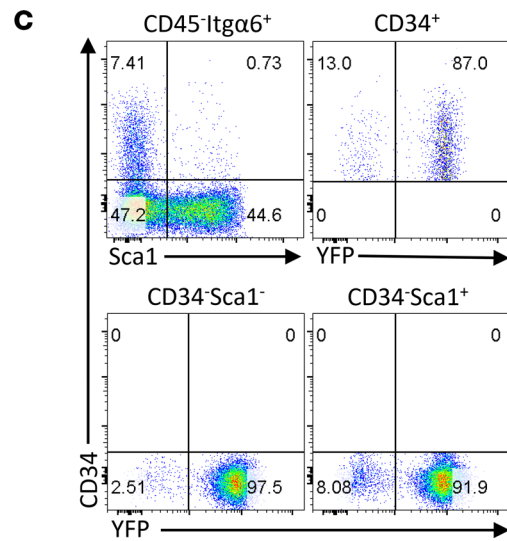 c
CD45⁻Itgα6⁺
CD34⁺
7.41
0.73
13.0
87.0
47.2
44.6
0
0
Sca1
YFP
CD34⁻Sca1⁻
CD34⁻Sca1⁺
0
0
0
0
CD34
2.51
97.5
8.08
91.9
YFP